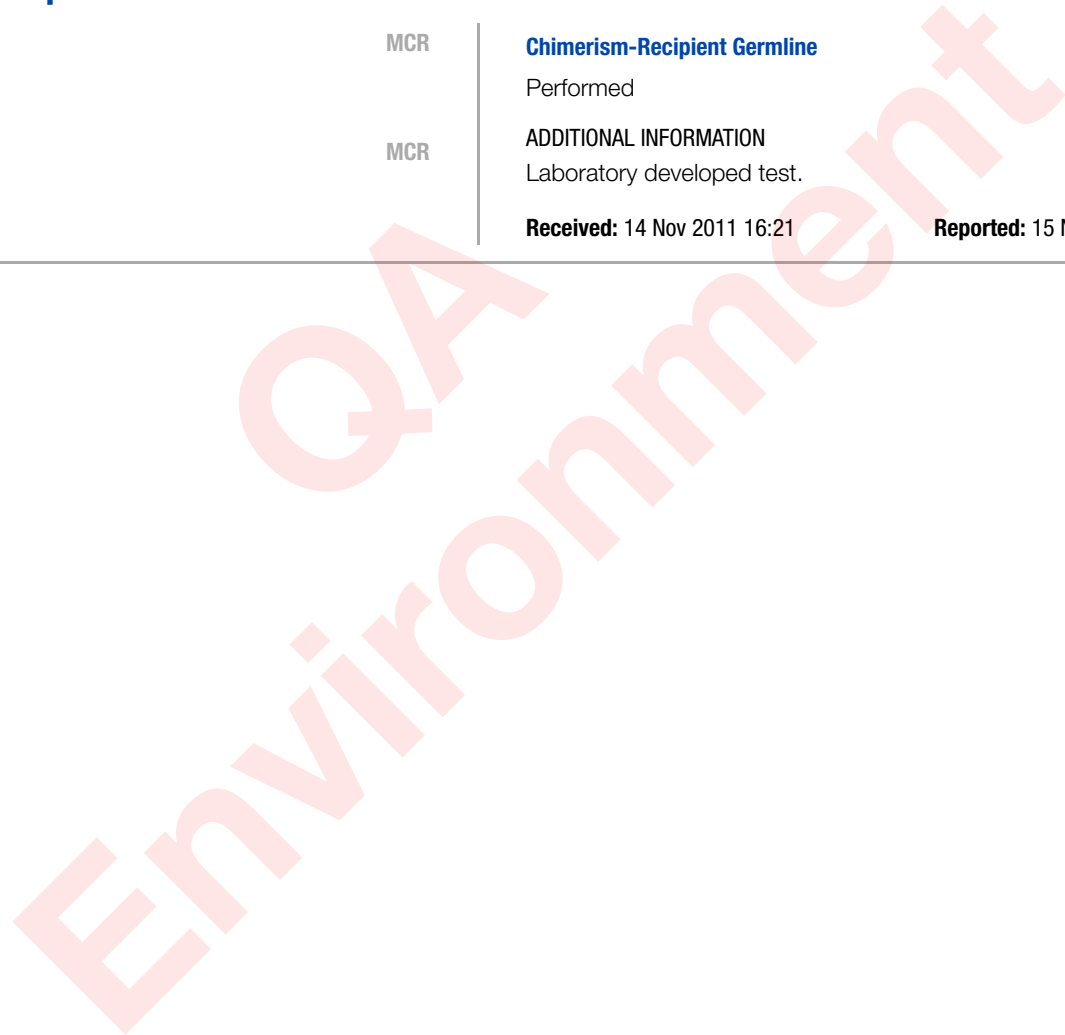 MCR
Chimerism-Recipient Germline
Performed
MCR
ADDITIONAL INFORMATION
Laboratory developed test.
Received: 14 Nov 2011 16:21
Reported: 15
QA
Environment